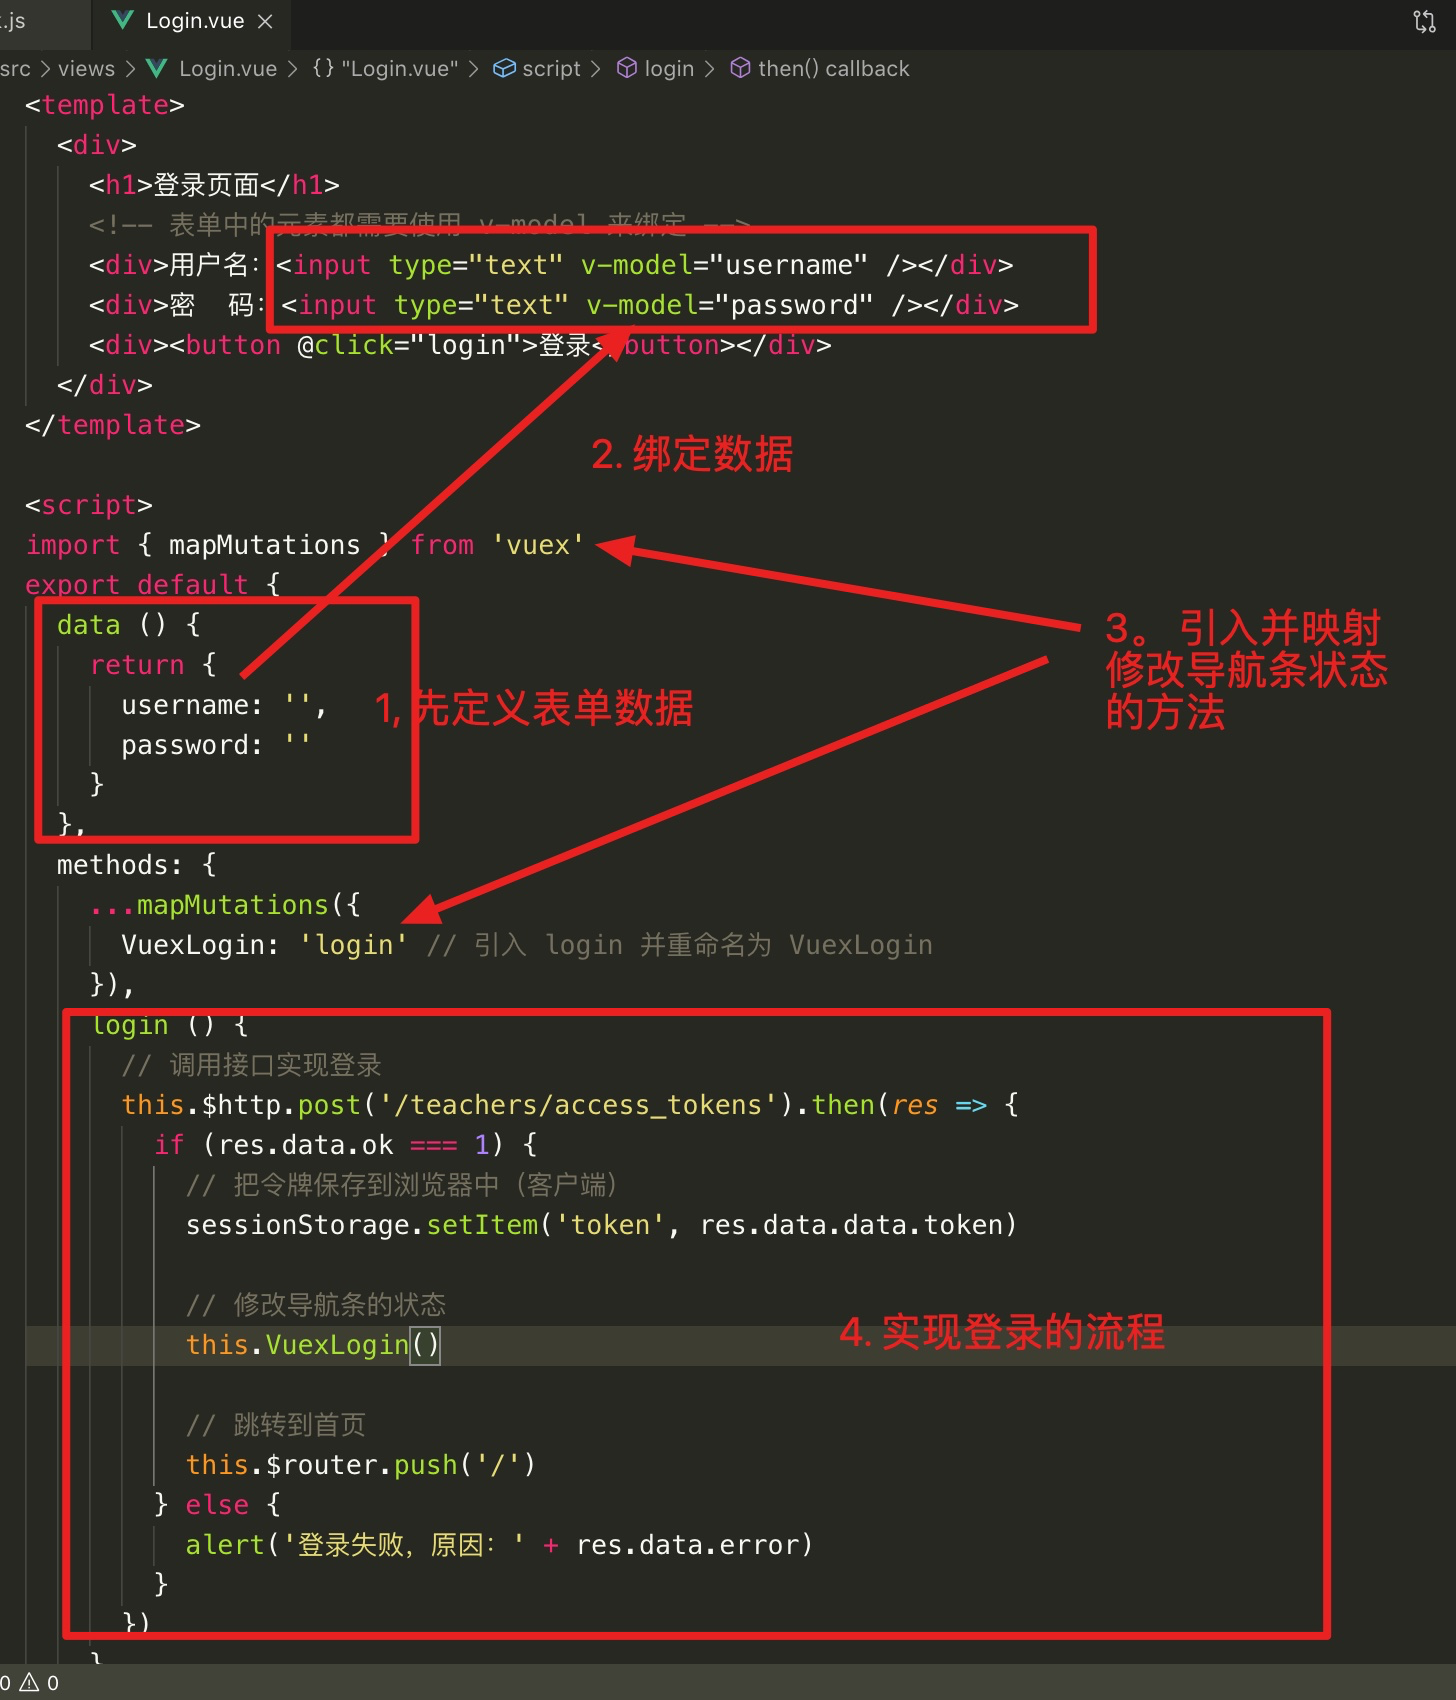 .js
Login.vue
src > views > Login.vue > {} "Login.vue" > script > login > then() callback
<template>
<div>
<h1>登录页面</h1>
<!-- 表单中的元素都需要使用 v-model 来绑定 -->
<div>用户名：<input type="text" v-model="username" /></div>
<div>密 码：<input type="text" v-model="password" /></div>
<div><button @click="login">登录</button></div>
</div>
</template>
2. 绑定数据
<script>
import { mapMutations } from 'vuex'
export default {
data () {
return {
username: '',
password: ''
}
},
1, 先定义表单数据
3。 引入并映射
修改导航条状态
的方法
methods: {
...mapMutations({
VuexLogin: 'login' // 引入 login 并重命名为 VuexLogin
}),
login () {
// 调用接口实现登录
this.$http.post('/teachers/access_tokens').then(res => {
if (res.data.ok === 1) {
// 把令牌保存到浏览器中（客户端）
sessionStorage.setItem('token', res.data.data.token)
// 修改导航条的状态
this.VuexLogin()
4. 实现登录的流程
// 跳转到首页
this.$router.push('/')
} else {
alert('登录失败，原因：' + res.data.error)
}
})
}
0 0